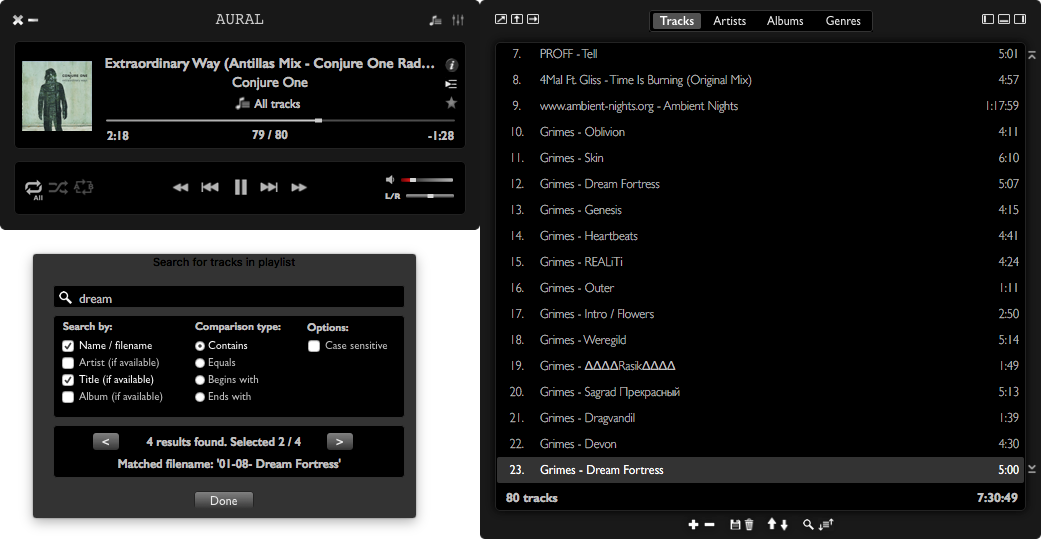 AURAL
Extraordinary Way (Antillas Mix - Conjure One Rad...
Conjure One
All tracks
2:18 79 / 80 -1:28
All
A B
L/R
CONJURE ONE
Search for tracks in playlist
dream
Search by: Comparison type: Options:
Name / filename Contains Case sensitive
Artist (if available) Equals
Title (if available) Begins with
Album (if available) Ends with
< 4 results found. Selected 2 / 4 >
Matched filename: '01-08- Dream Fortress'
Done
Tracks Artists Albums Genres
7. PROFF - Tell 5:01
8. 4Mal Ft. Gliss - Time Is Burning (Original Mix) 4:57
9. www.ambient-nights.org - Ambient Nights 1:17:59
10. Grimes - Oblivion 4:11
11. Grimes - Skin 6:10
12. Grimes - Dream Fortress 5:07
13. Grimes - Genesis 4:15
14. Grimes - Heartbeats 4:41
15. Grimes - REALiTi 4:24
16. Grimes - Outer 1:11
17. Grimes - Intro / Flowers 2:50
18. Grimes - Weregild 5:14
19. Grimes - ΔΔΔΔRasikΔΔΔΔ 1:49
20. Grimes - Sagrad Прекрасный 5:13
21. Grimes - Dragvandil 1:39
22. Grimes - Devon 4:30
23. Grimes - Dream Fortress 5:00
80 tracks 7:30:49